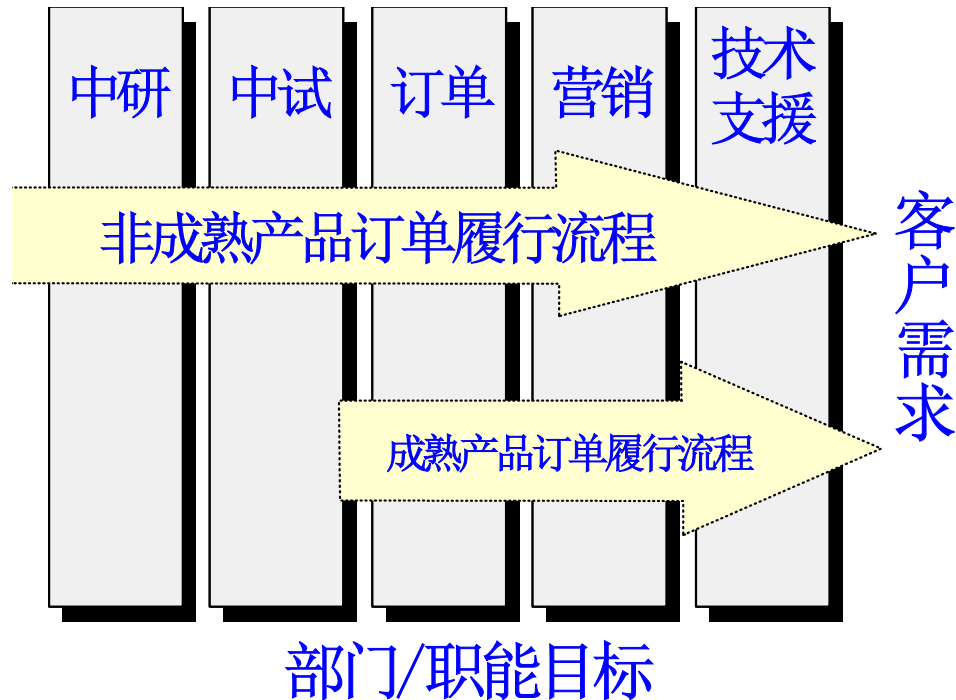 中研
中试
订单
营销
技术
支援
非成熟产品订单履行流程
成熟产品订单履行流程
客户需求
部门/职能目标